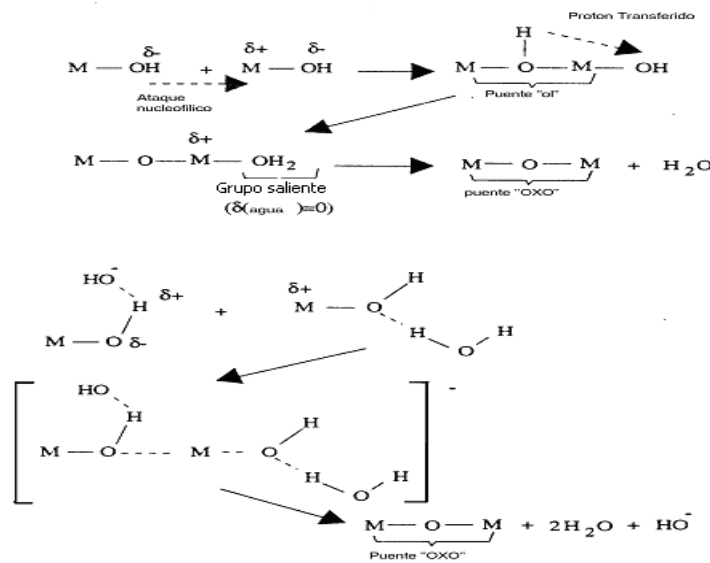 Proton Transferido
δ- δ+ δ- H
M — OH + M — OH M — O — M — OH
Ataque
nucleofílico
Puente "ol"
δ+
M — O — M — OH₂ M — O — M + H₂O
Grupo saliente
(δ(agua )=0)
puente "OXO"
HO⁻ H
H δ+ + δ+ M — O H
M — O δ- H O
HO -
H H
M — O M O H H
O
M — O — M + 2H₂O + HO⁻
Puente "OXO"